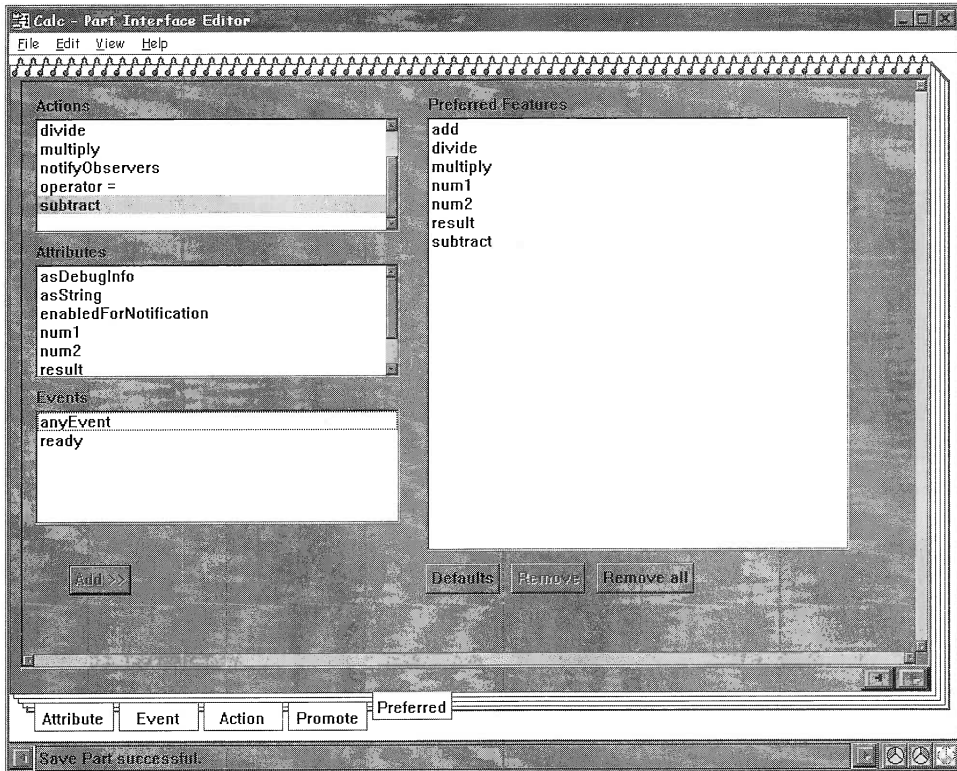 Calc - Part Interface Editor
File Edit View Help
Actions
divide
multiply
notifyObservers
operator =
subtract
Attributes
asDebugInfo
asString
enabledForNotification
num1
num2
result
Events
anyEvent
ready
Add >>
Preferred Features
add
divide
multiply
num1
num2
result
subtract
Defaults Remove Remove all
Attribute Event Action Promote Preferred
Save Part successful.